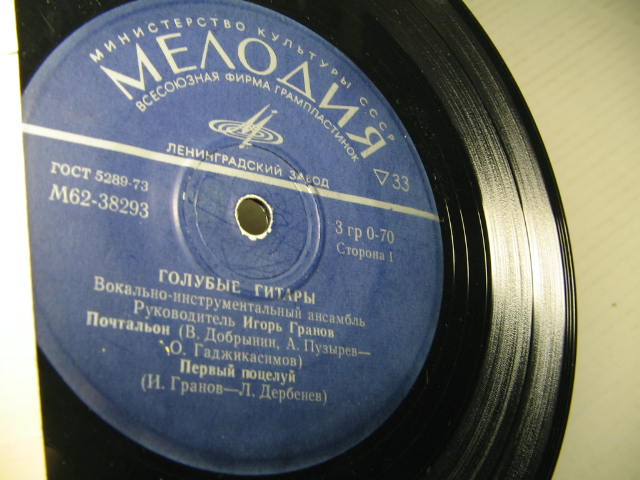 МИНИСТЕРСТВО КУЛЬТУРЫ СССР
МЕЛОДИЯ
ВСЕСОЮЗНАЯ ФИРМА ГРАМПЛАСТИНОК
ЛЕНИНГРАДСКИЙ ЗАВОД
ГОСТ 5289-73
М62-38293
▽33
3 гр 0-70
Сторона 1
ГОЛУБЫЕ ГИТАРЫ
Вокально-инструментальный ансамбль
Руководитель Игорь Гранов
Почтальон (В. Добрынин, А. Пузырев—
О. Гаджикасимов)
Первый поцелуй
(И. Гранов—Л. Дербенев)